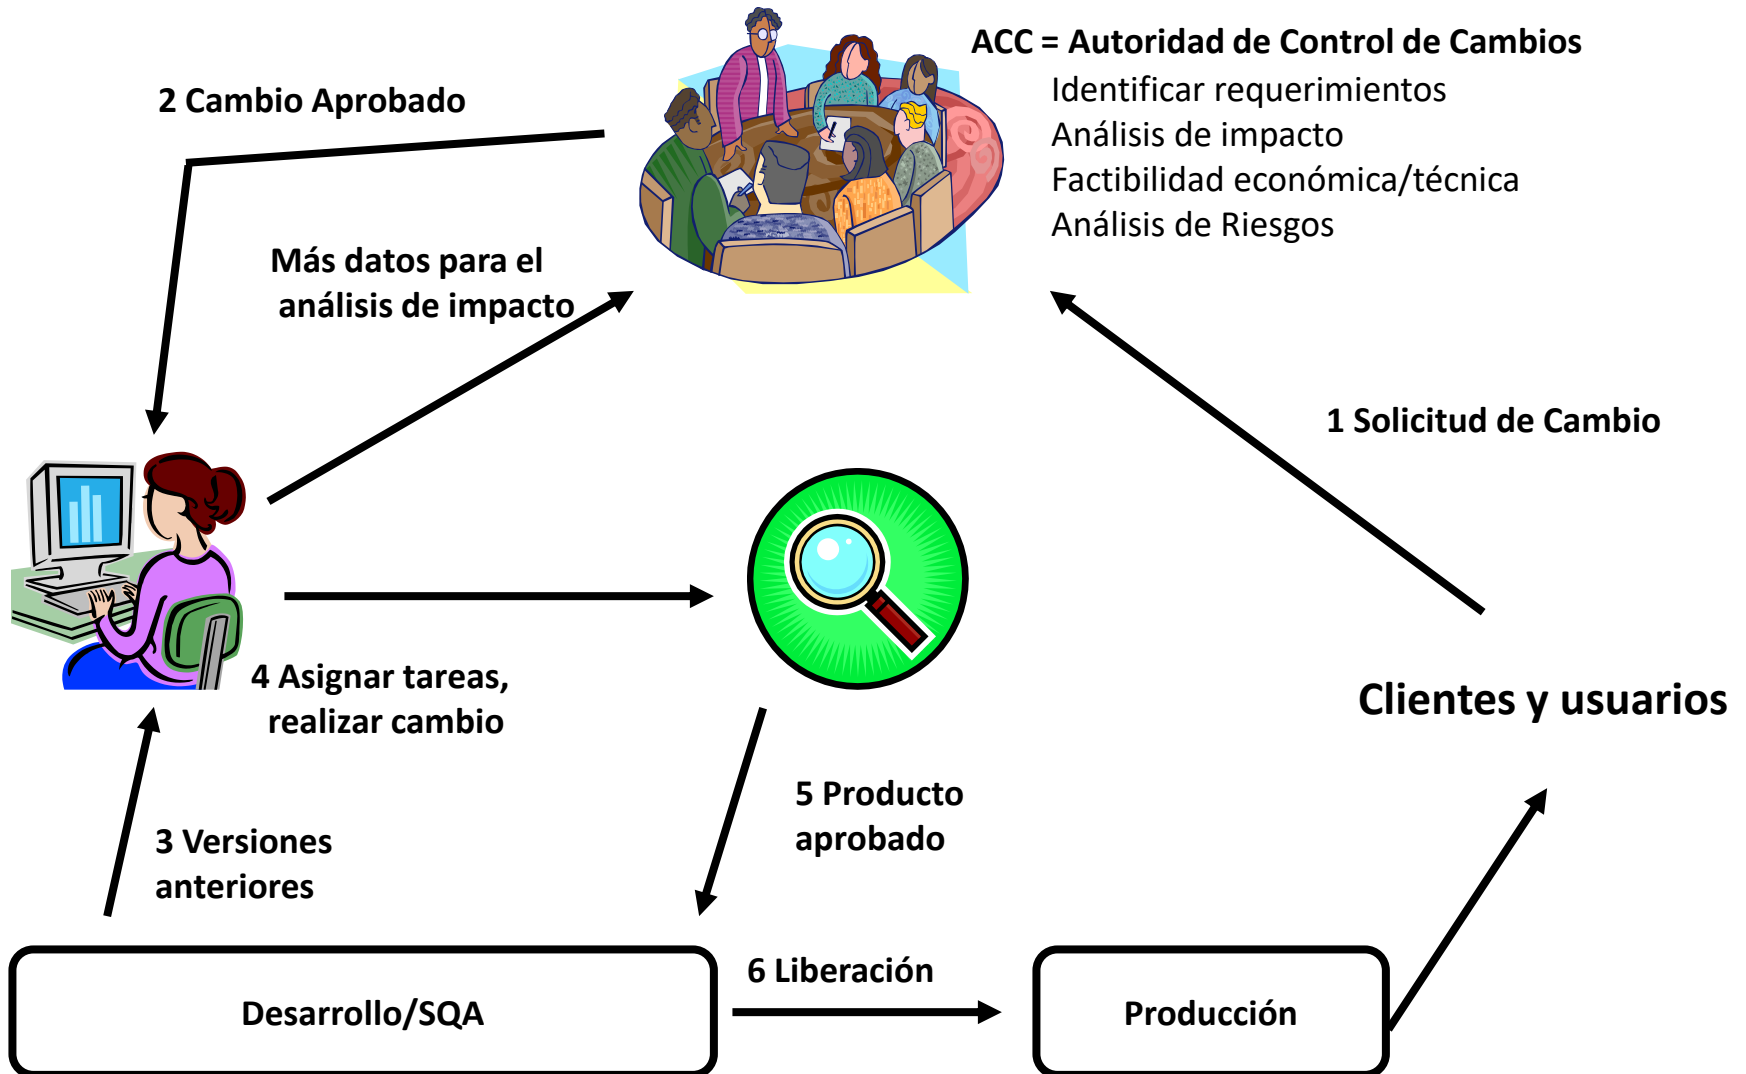 ACC = Autoridad de Control de Cambios
Identificar requerimientos
Análisis de impacto
Factibilidad económica/técnica
Análisis de Riesgos
2 Cambio Aprobado
Más datos para el
análisis de impacto
1 Solicitud de Cambio
4 Asignar tareas,
realizar cambio
Clientes y usuarios
5 Producto
aprobado
3 Versiones
anteriores
6 Liberación
Desarrollo/SQA
Producción